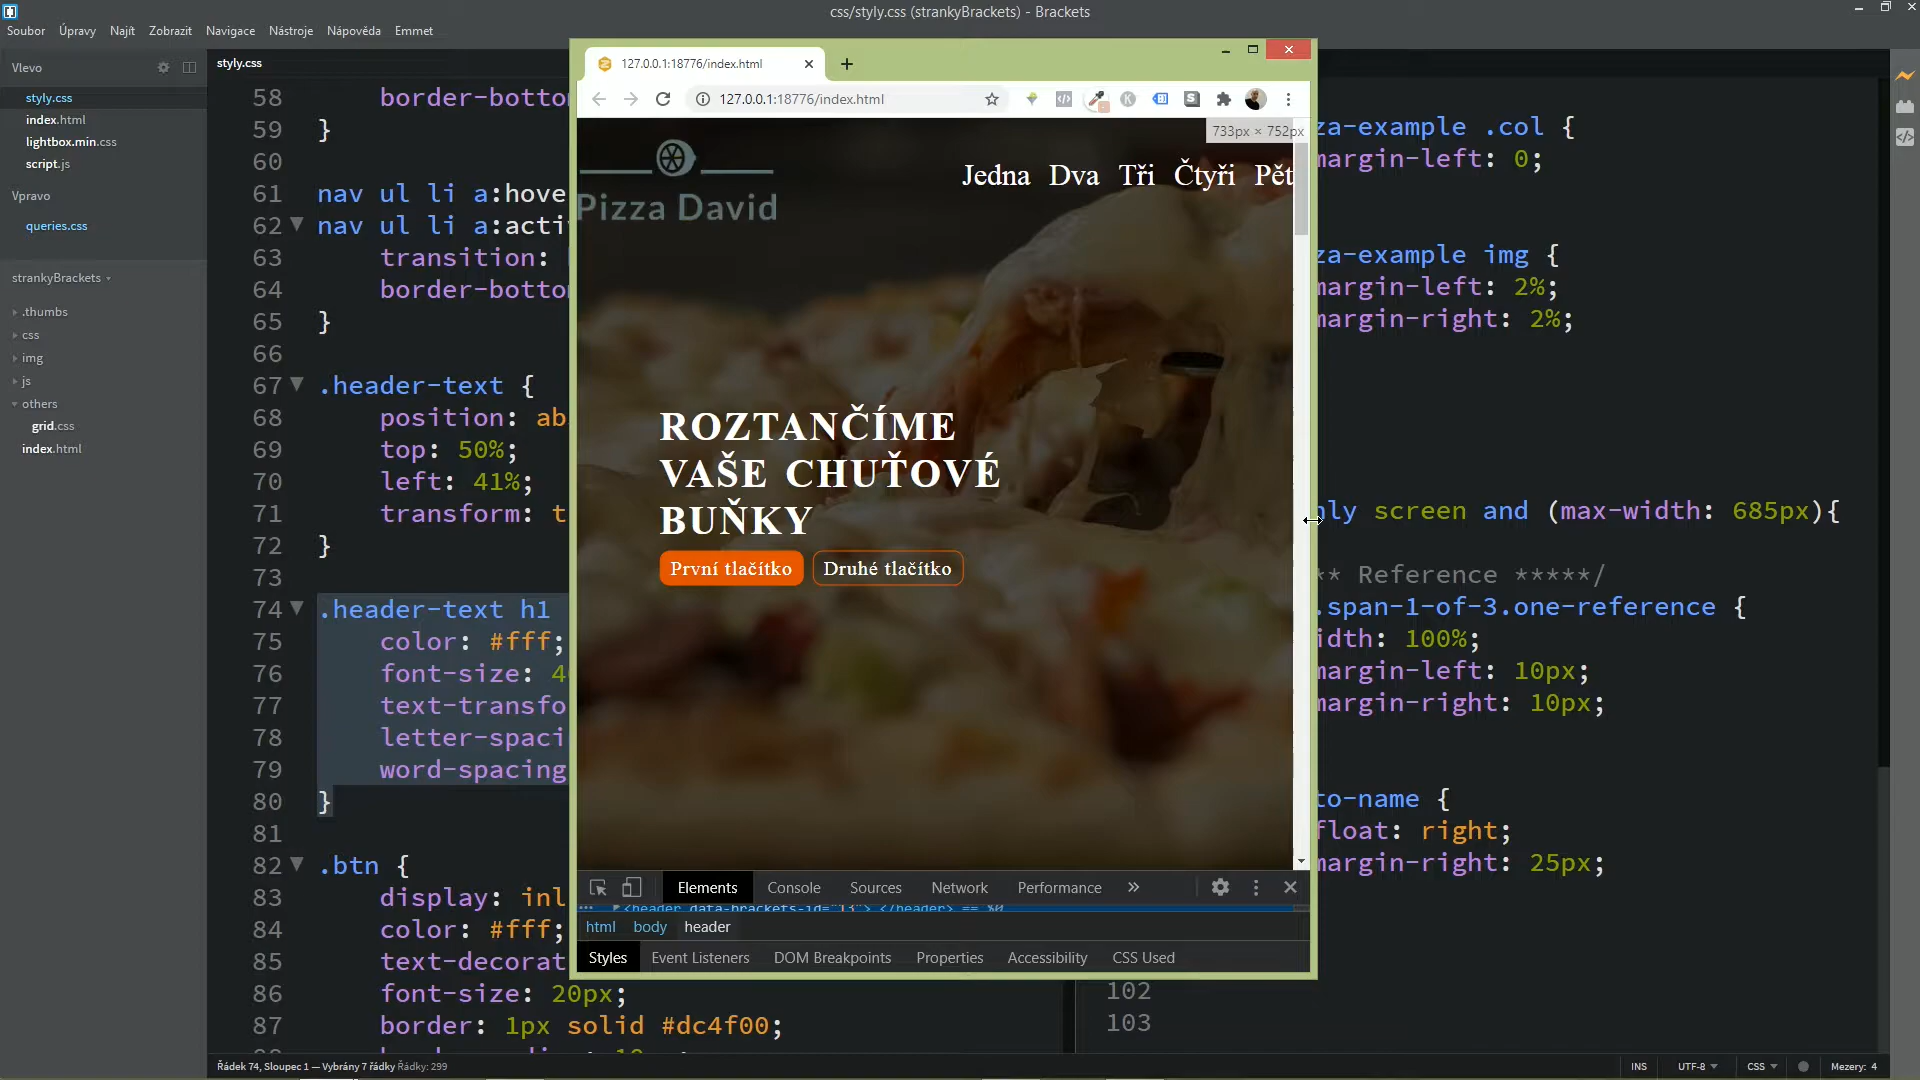 css/styly.css (strankyBrackets) - Brackets
Soubor Úpravy Najít Zobrazit Navigace Nástroje Nápověda Emmet
Vlevo
styly.css
index.html
lightbox.min.css
script.js
Vpravo
queries.css
strankyBrackets
.thumbs
css
img
js
others
grid.css
index.html
styly.css
58 border-bottom
59 }
60
61 nav ul li a:hove
62 nav ul li a:acti
63 transition:
64 border-bottom
65 }
66
67 .header-text {
68 position: ab
69 top: 50%;
70 left: 41%;
71 transform: t
72 }
73
74 .header-text h1
75 color: #fff;
76 font-size: 4
77 text-transfo
78 letter-spaci
79 word-spacing
80 }
81
82 .btn {
83 display: inl
84 color: #fff;
85 text-decorat
86 font-size: 20px;
87 border: 1px solid #dc4f00;
127.0.0.1:18776/index.html
127.0.0.1:18776/index.html
733px × 752px
Pizza David
Jedna Dva Tři Čtyři Pět
ROZTANČÍME
VAŠE CHUŤOVÉ
BUŇKY
První tlačítko Druhé tlačítko
Elements Console Sources Network Performance
<header data-brackets-id="13"> </header> == $0
html body header
Styles Event Listeners DOM Breakpoints Properties Accessibility CSS Used
za-example .col {
margin-left: 0;
za-example img {
margin-left: 2%;
margin-right: 2%;
nly screen and (max-width: 685px){
** Reference *****/
.span-1-of-3.one-reference {
idth: 100%;
margin-left: 10px;
margin-right: 10px;
to-name {
float: right;
margin-right: 25px;
102
103
Řádek 74, Sloupec 1 — Vybrány 7 řádky Řádky: 299
INS UTF-8 CSS Mezery: 4